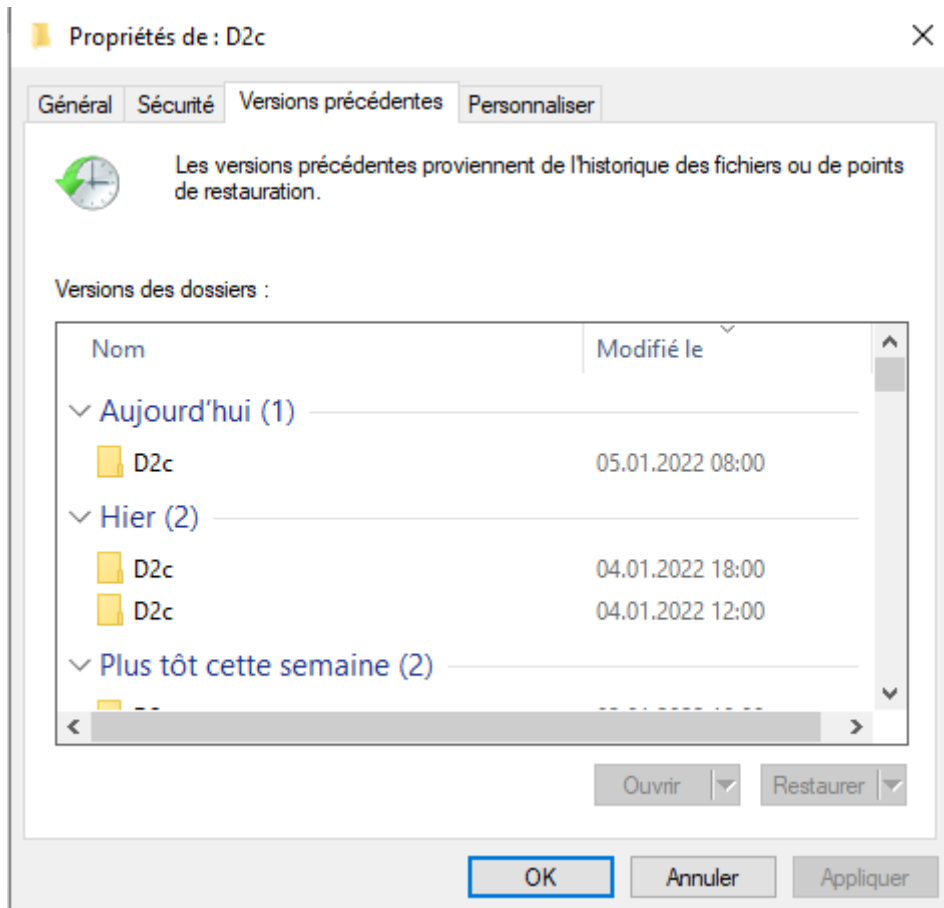 Propriétés de : D2c
Général Sécurité Versions précédentes Personnaliser
Les versions précédentes proviennent de l'historique des fichiers ou de points
de restauration.
Versions des dossiers :
Nom Modifié le
Aujourd'hui (1)
D2c 05.01.2022 08:00
Hier (2)
D2c 04.01.2022 18:00
D2c 04.01.2022 12:00
Plus tôt cette semaine (2)
Ouvrir Restaurer
OK Annuler Appliquer